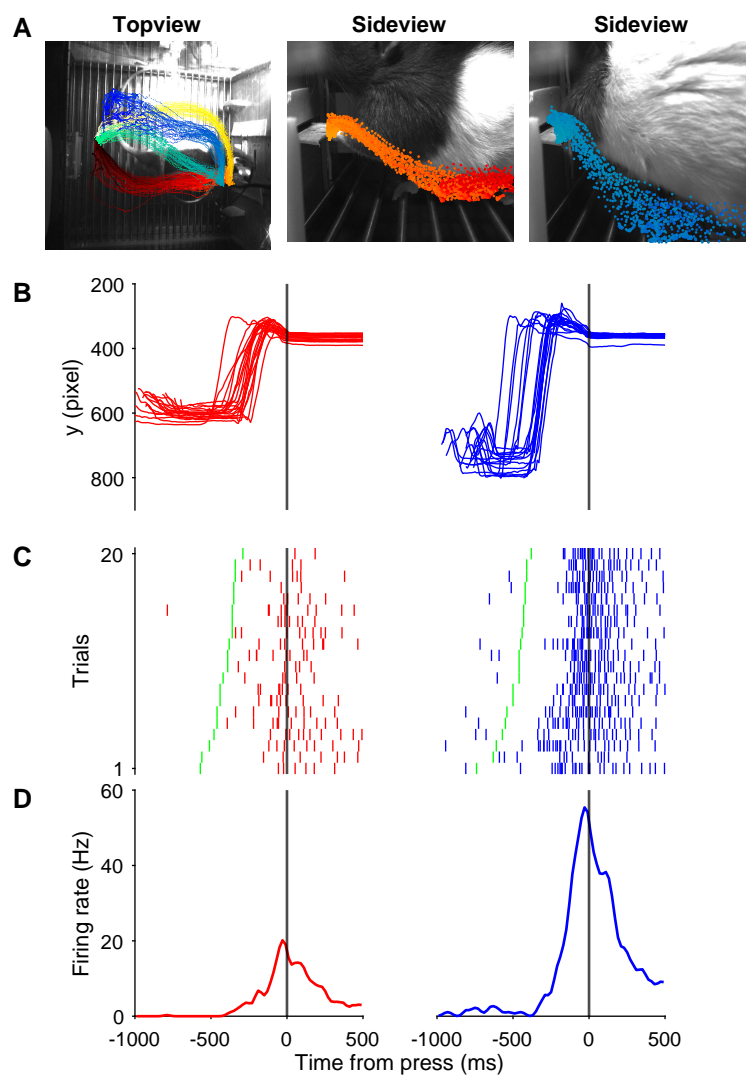 A
Topview
Sideview
Sideview
B
200
400
600
800
y (pixel)
C
20
1
Trials
D
60
40
20
0
Firing rate (Hz)
-1000
-500
0
500
-1000
-500
0
500
Time from press (ms)